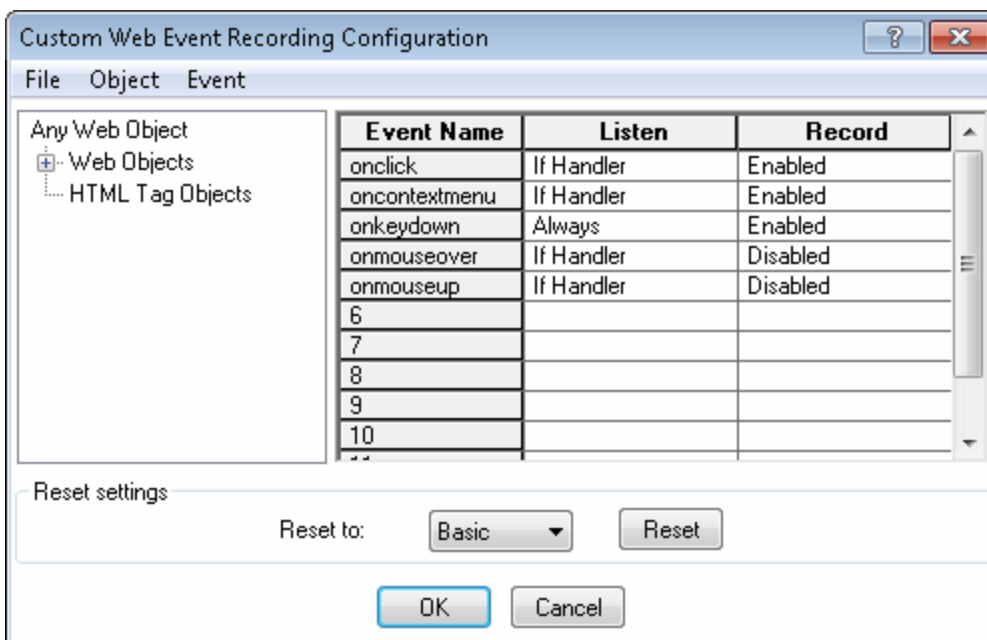 Custom Web Event Recording Configuration
?
File Object Event
Any Web Object
Web Objects
HTML Tag Objects
Event Name Listen Record
onclick If Handler Enabled
oncontextmenu If Handler Enabled
onkeydown Always Enabled
onmouseover If Handler Disabled
onmouseup If Handler Disabled
6
7
8
9
10
Reset settings
Reset to: Basic Reset
OK Cancel